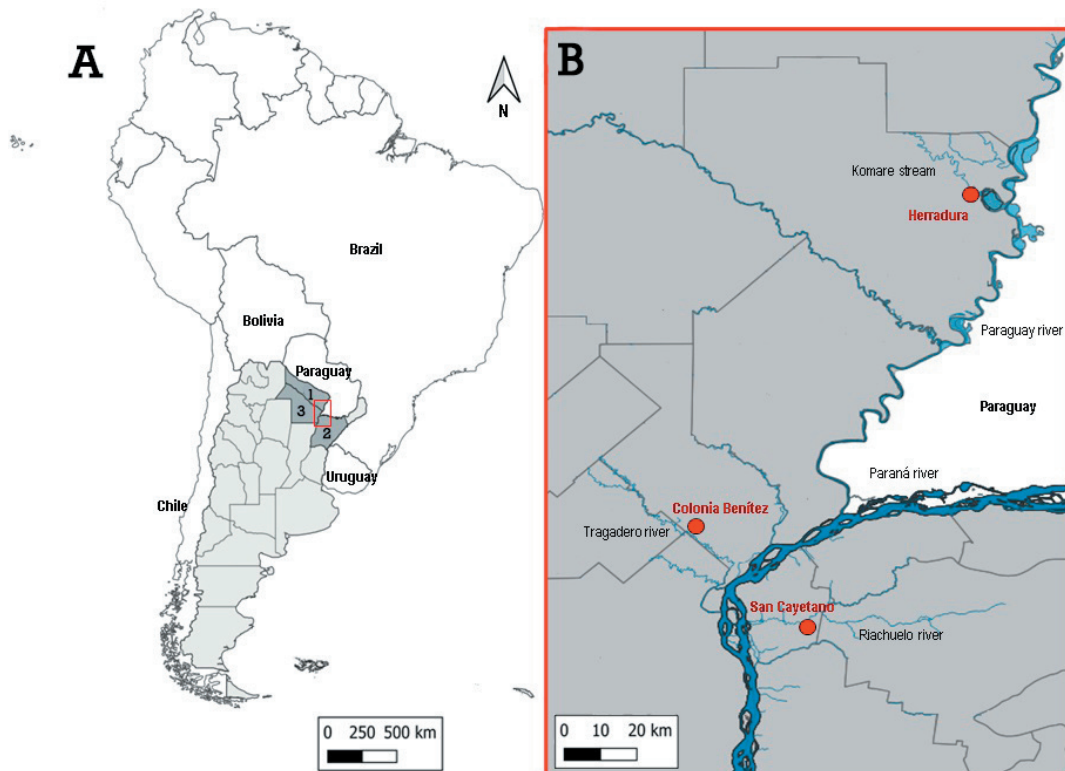 A
N
Brazil
Bolivia
Paraguay
1
3
2
Uruguay
Chile
0 250 500 km
B
Komare stream
Herradura
Paraguay river
Paraguay
Paraná river
Colonia Benítez
Tragadero river
San Cayetano
Riachuelo river
0 10 20 km